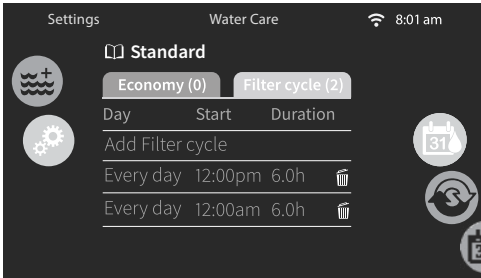 Settings Water Care 8:01 am
Standard
Economy (0) Filter cycle (2)
Day Start Duration
Add Filter cycle
Every day 12:00pm 6.0h
Every day 12:00am 6.0h
31